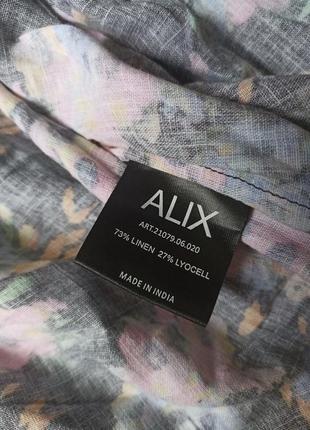 ALIX
ART.21079.06.020
73% LINEN 27% LYOCELL
MADE IN INDIA